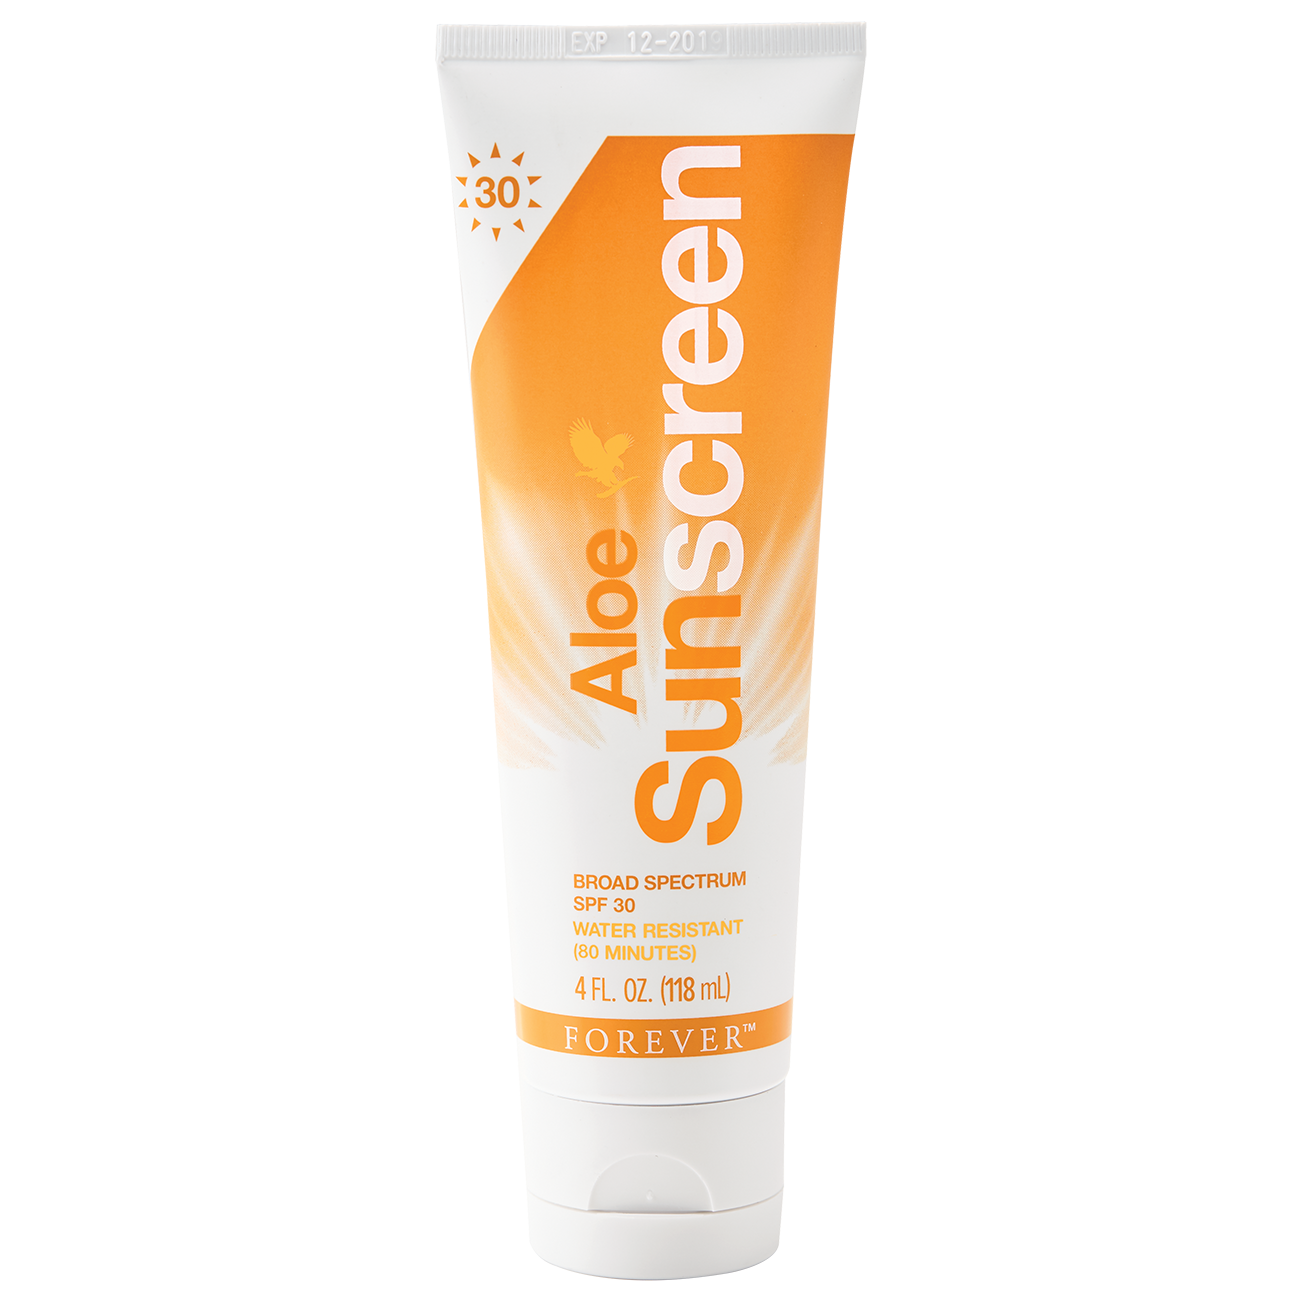 EXP 12-2019
30
Aloe
Sunscreen
BROAD SPECTRUM
SPF 30
WATER RESISTANT
(80 MINUTES)
4 FL. OZ. (118 mL)
FOREVER™